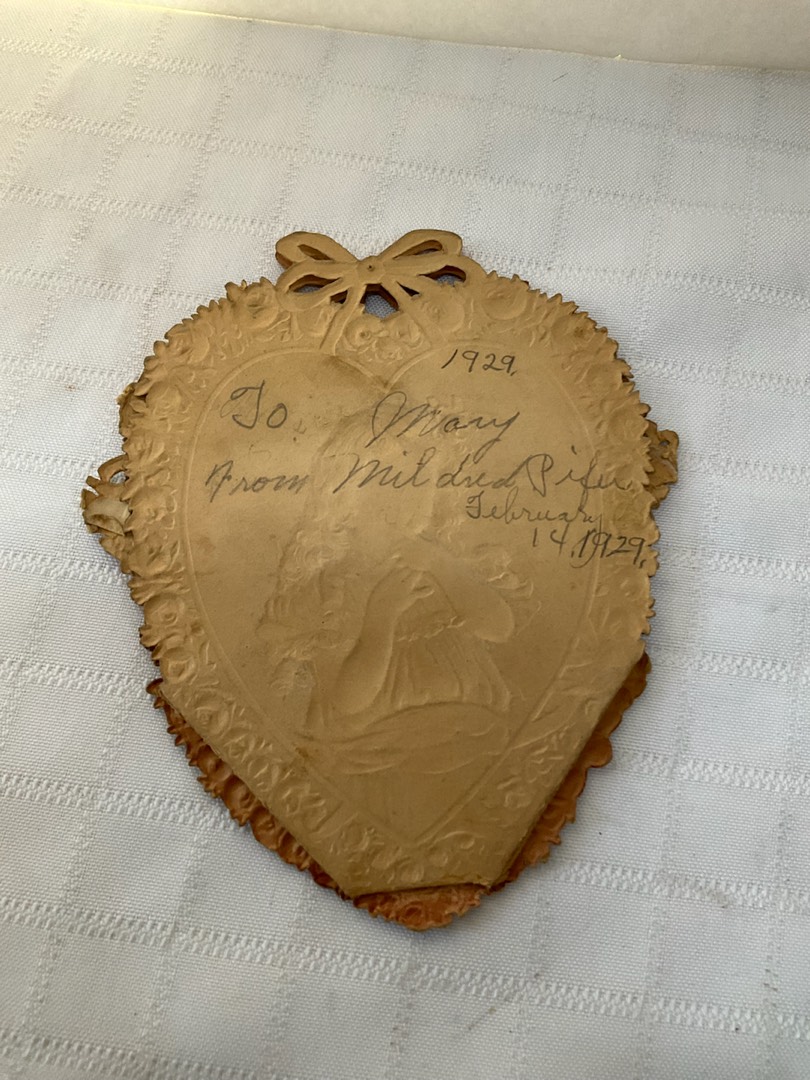 1929.
To Mary
From Mildred Pifer
February
14, 1929.